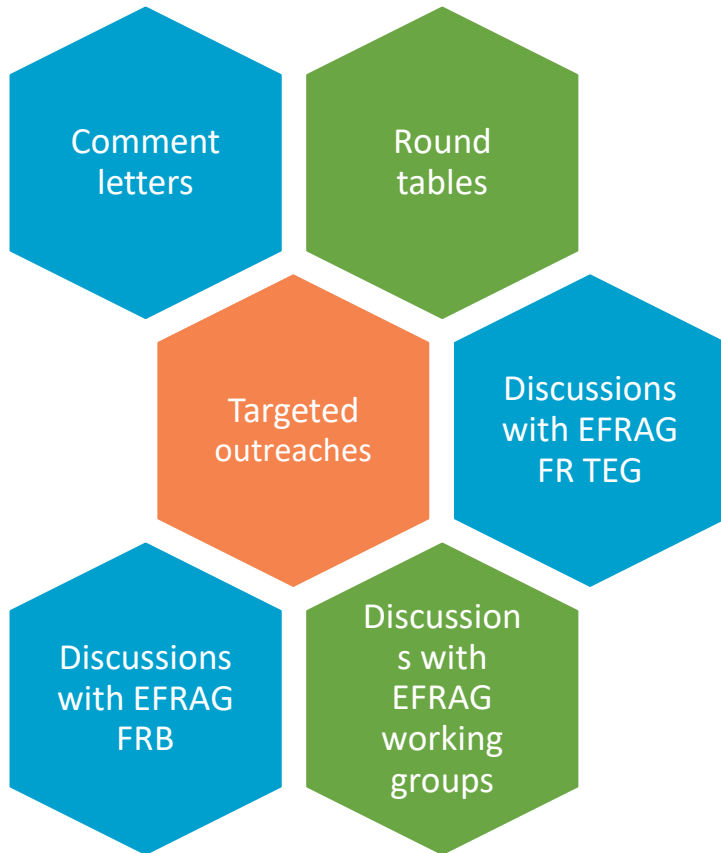 Comment
letters
Round
tables
Targeted
outreaches
Discussions
with EFRAG
FR TEG
Discussions
with EFRAG
FRB
Discussion
s with
EFRAG
working
groups